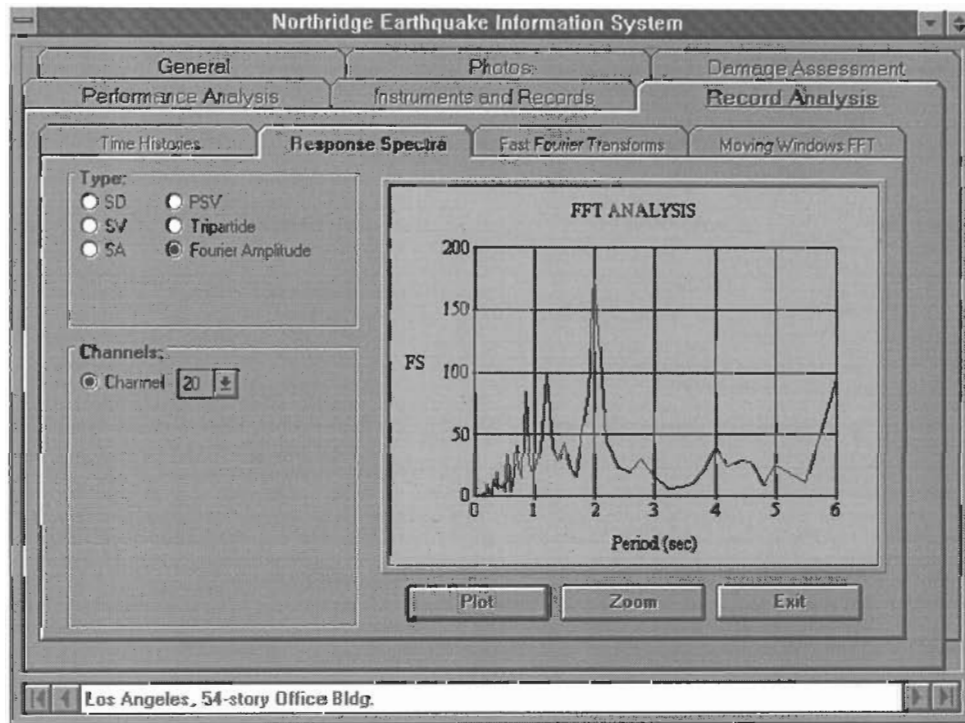 Northridge Earthquake Information System
General Photos Damage Assessment
Performance Analysis Instruments and Records Record Analysis
Time Histories Response Spectra Fast Fourier Transforms Moving Windows FFT
Type:
SD PSV
SV Tripartide
SA Fourier Amplitude
Channels:
Channel 20
FFT ANALYSIS
200
150
FS
100
50
0
0 1 2 3 4 5 6
Period (sec)
Plot Zoom Exit
Los Angeles, 54-story Office Bldg.